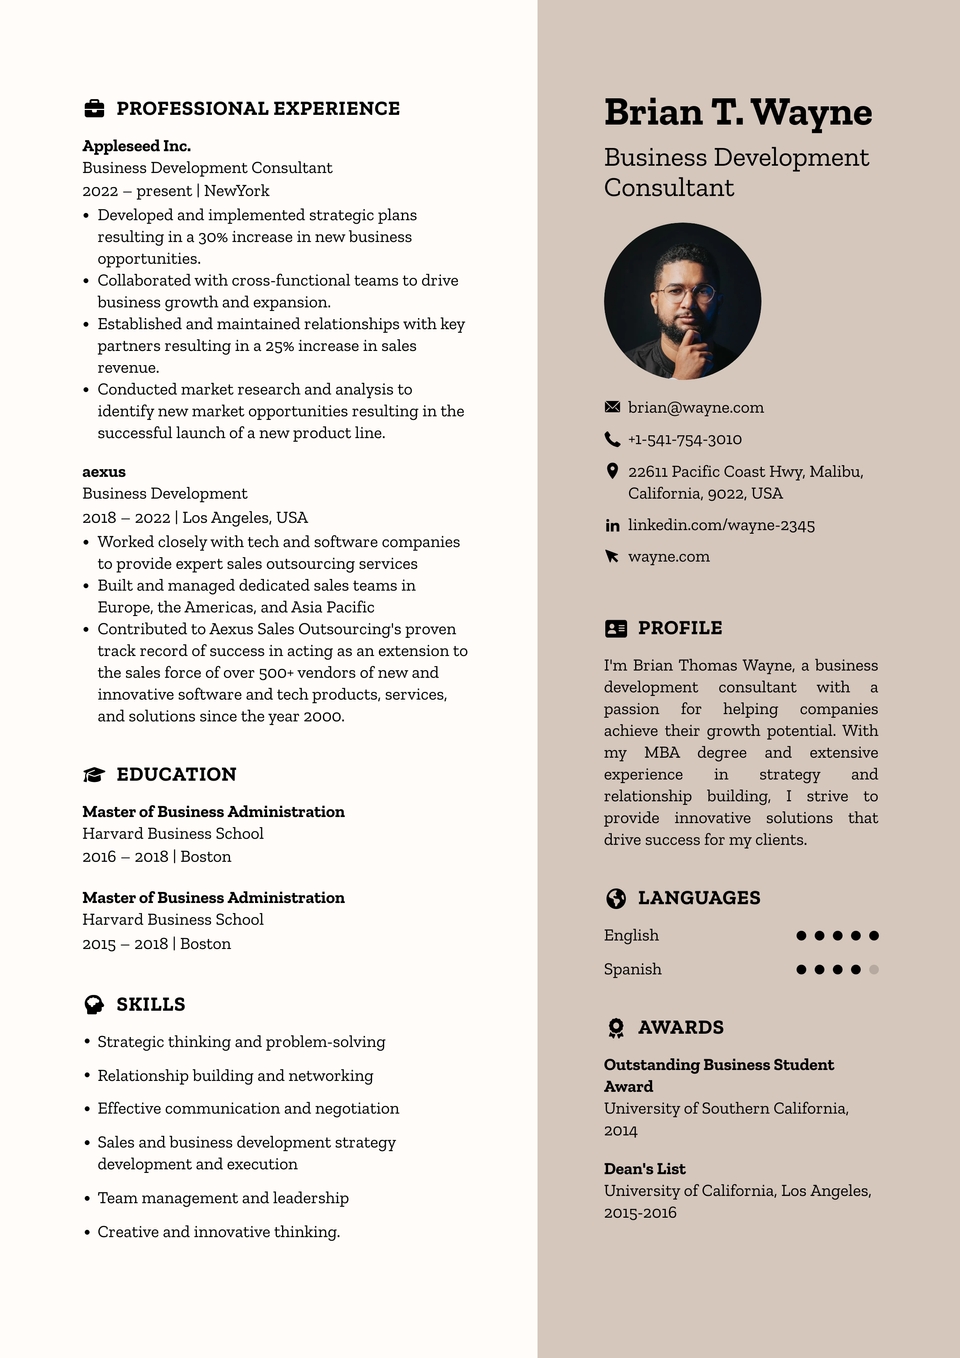 PROFESSIONAL EXPERIENCE
Appleseed Inc.
Business Development Consultant
2022 – present | NewYork
• Developed and implemented strategic plans
resulting in a 30% increase in new business
opportunities.
• Collaborated with cross-functional teams to drive
business growth and expansion.
• Established and maintained relationships with key
partners resulting in a 25% increase in sales
revenue.
• Conducted market research and analysis to
identify new market opportunities resulting in the
successful launch of a new product line.
aexus
Business Development
2018 – 2022 | Los Angeles, USA
• Worked closely with tech and software companies
to provide expert sales outsourcing services
• Built and managed dedicated sales teams in
Europe, the Americas, and Asia Pacific
• Contributed to Aexus Sales Outsourcing's proven
track record of success in acting as an extension to
the sales force of over 500+ vendors of new and
innovative software and tech products, services,
and solutions since the year 2000.
EDUCATION
Master of Business Administration
Harvard Business School
2016 – 2018 | Boston
Master of Business Administration
Harvard Business School
2015 – 2018 | Boston
SKILLS
• Strategic thinking and problem-solving
• Relationship building and networking
• Effective communication and negotiation
• Sales and business development strategy
development and execution
• Team management and leadership
• Creative and innovative thinking.
Brian T. Wayne
Business Development
Consultant
brian@wayne.com
+1-541-754-3010
22611 Pacific Coast Hwy, Malibu,
California, 9022, USA
linkedin.com/wayne-2345
wayne.com
PROFILE
I'm Brian Thomas Wayne, a business
development consultant with a
passion for helping companies
achieve their growth potential. With
my MBA degree and extensive
experience in strategy and
relationship building, I strive to
provide innovative solutions that
drive success for my clients.
LANGUAGES
English
Spanish
AWARDS
Outstanding Business Student
Award
University of Southern California,
2014
Dean's List
University of California, Los Angeles,
2015-2016